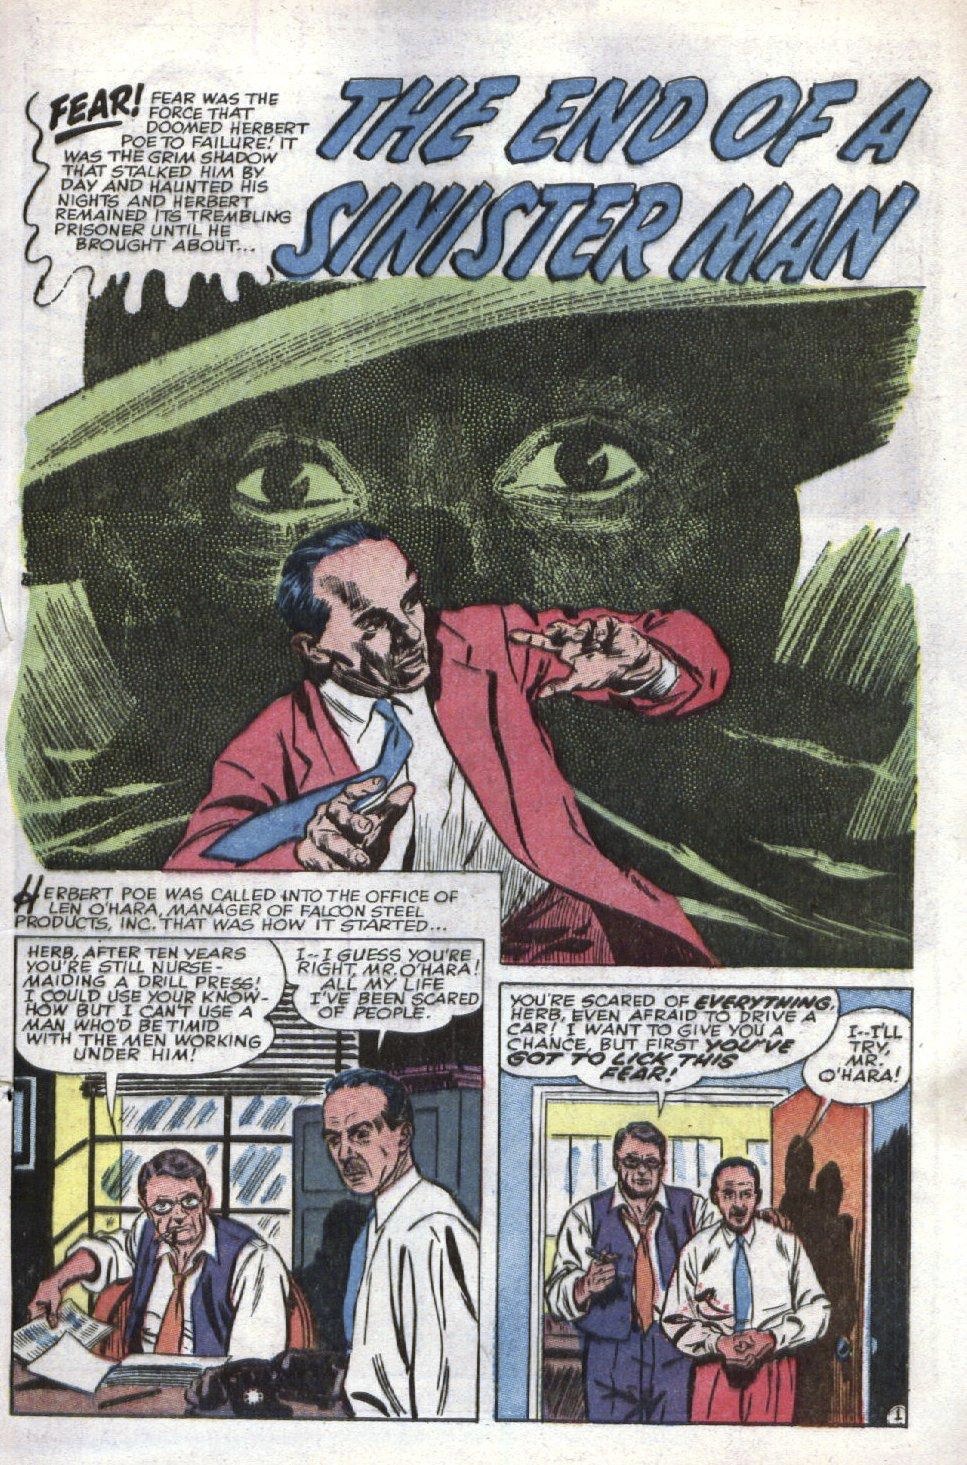 FEAR! FEAR WAS THE
FORCE THAT
DOOMED HERBERT
POE TO FAILURE! IT
WAS THE GRIM SHADOW
THAT STALKED HIM BY
DAY AND HAUNTED HIS
NIGHTS AND HERBERT
REMAINED ITS TREMBLING
PRISONER UNTIL HE
BROUGHT ABOUT...
THE END OF A
SINISTER MAN
HERBERT POE WAS CALLED INTO THE OFFICE OF
LEN O'HARA, MANAGER OF FALCON STEEL
PRODUCTS, INC. THAT WAS HOW IT STARTED...
HERB, AFTER TEN YEARS
YOU'RE STILL NURSE-
MAIDING A DRILL PRESS!
I COULD USE YOUR KNOW-
HOW BUT I CAN'T USE A
MAN WHO'D BE TIMID
WITH THE MEN WORKING
UNDER HIM!
I--I GUESS YOU'RE
RIGHT, MR. O'HARA!
ALL MY LIFE
I'VE BEEN SCARED
OF PEOPLE.
YOU'RE SCARED OF EVERYTHING,
HERB, EVEN AFRAID TO DRIVE A
CAR! I WANT TO GIVE YOU A
CHANCE, BUT FIRST YOU'VE
GOT TO LICK THIS
FEAR!
I--I'LL
TRY,
MR.
O'HARA!
1